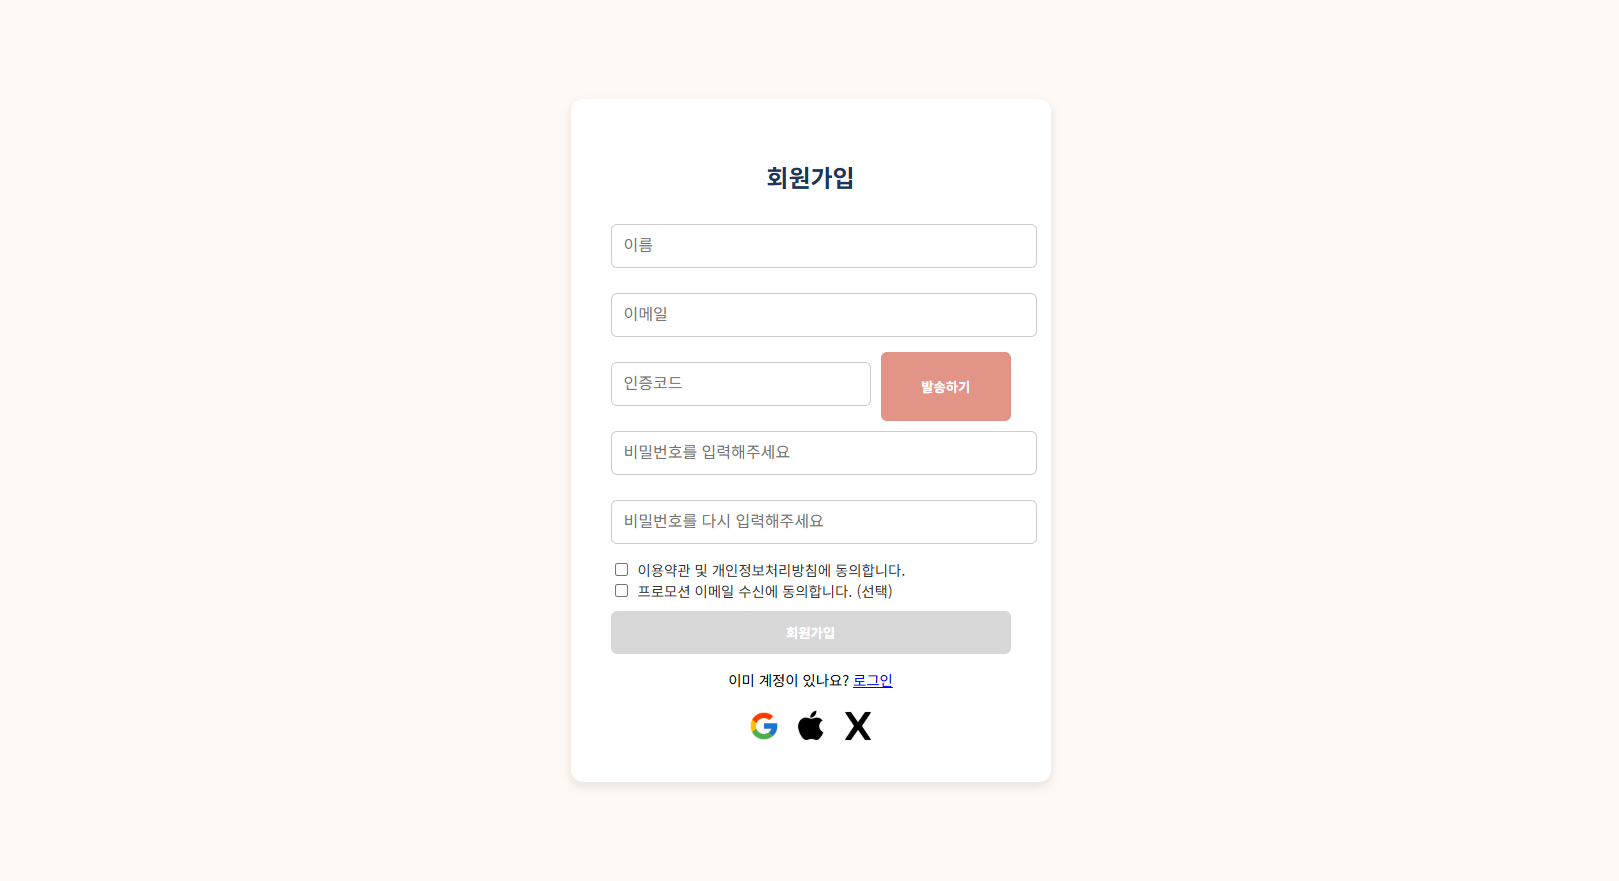 회원가입
이름
이메일
인증코드
발송하기
비밀번호를 입력해주세요
비밀번호를 다시 입력해주세요
이용약관 및 개인정보처리방침에 동의합니다.
프로모션 이메일 수신에 동의합니다. (선택)
회원가입
이미 계정이 있나요? 로그인